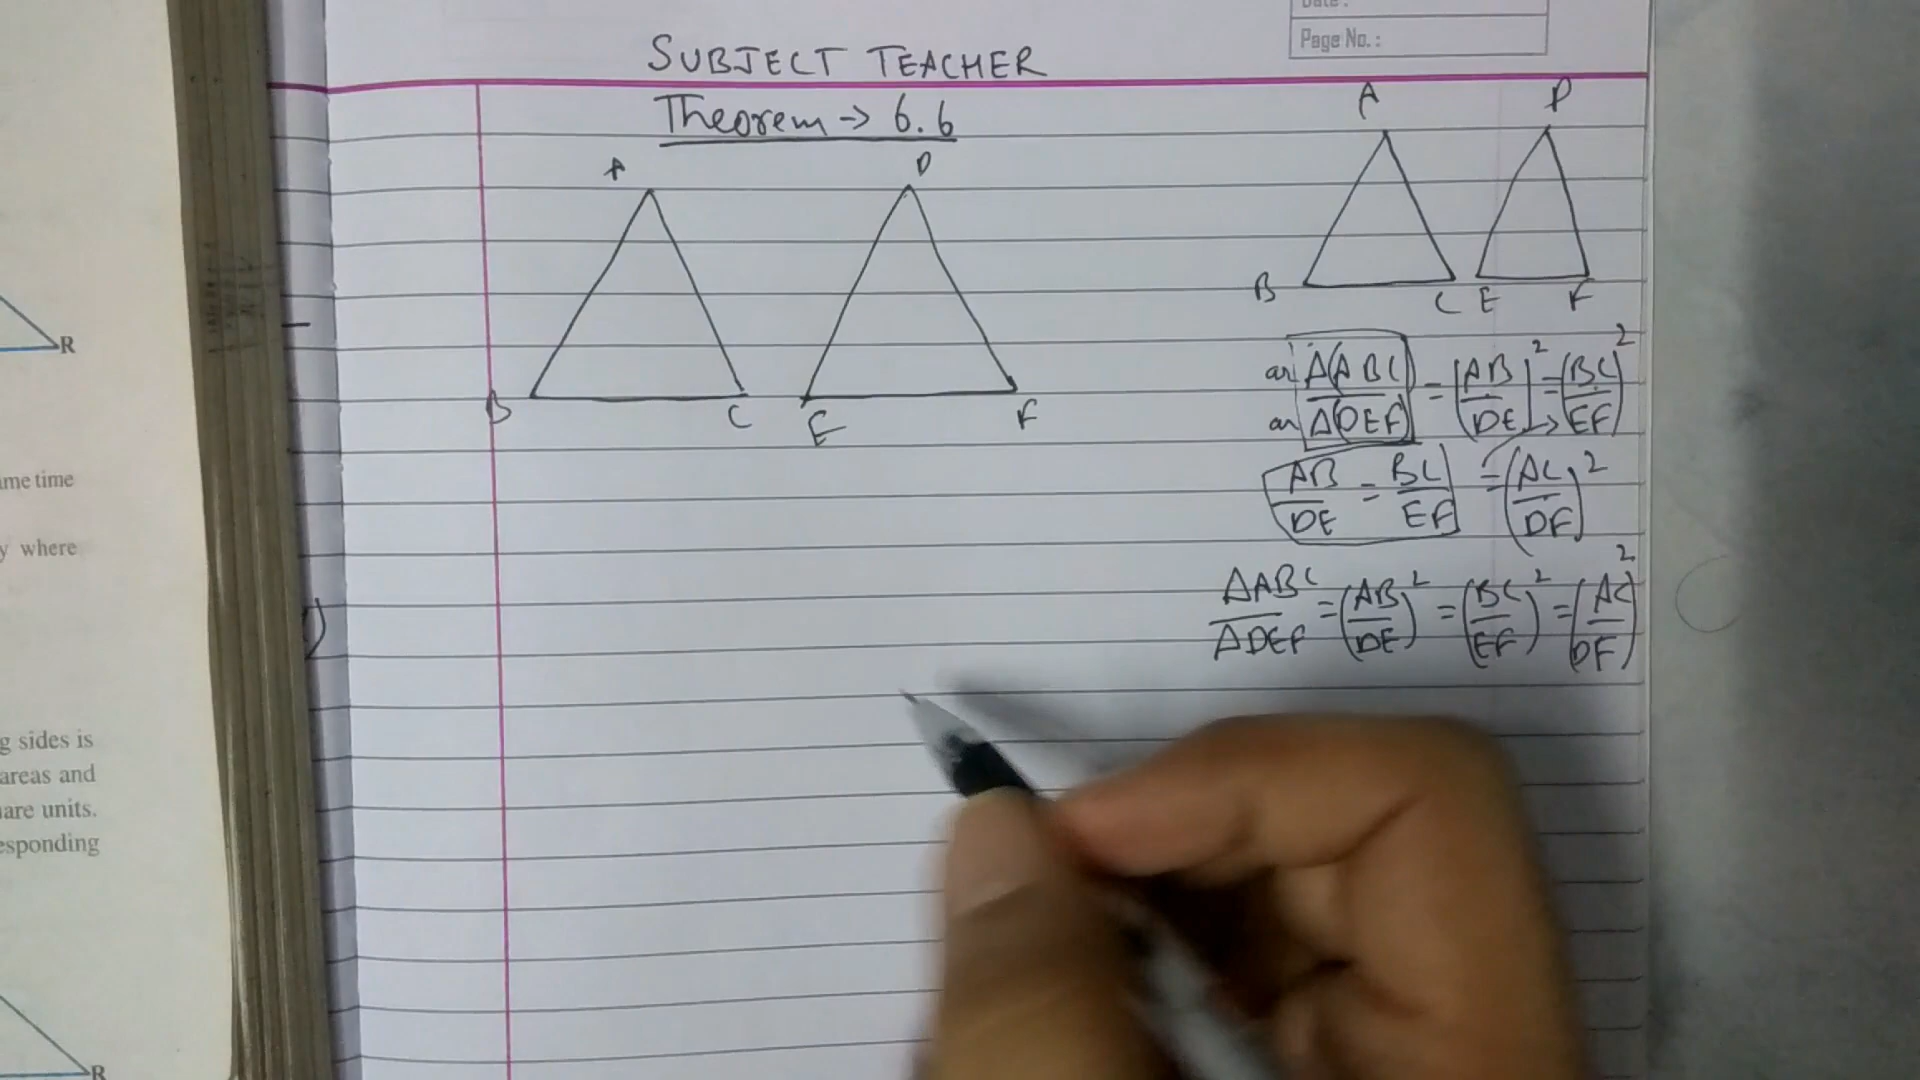 Page No. :
SUBJECT TEACHER
Theorem → 6.6
A D
B C E F
A P
B C E F
ar A(ABC) / ar A(DEF) = (AB/DE)² = (BC/EF)²
AB/DE = BC/EF = (AC/DF)²
ΔABC/ΔDEF = (AB/DE)² = (BC/EF)² = (AC/DF)²
R
me time
where
g sides is
areas and
are units.
esponding
R